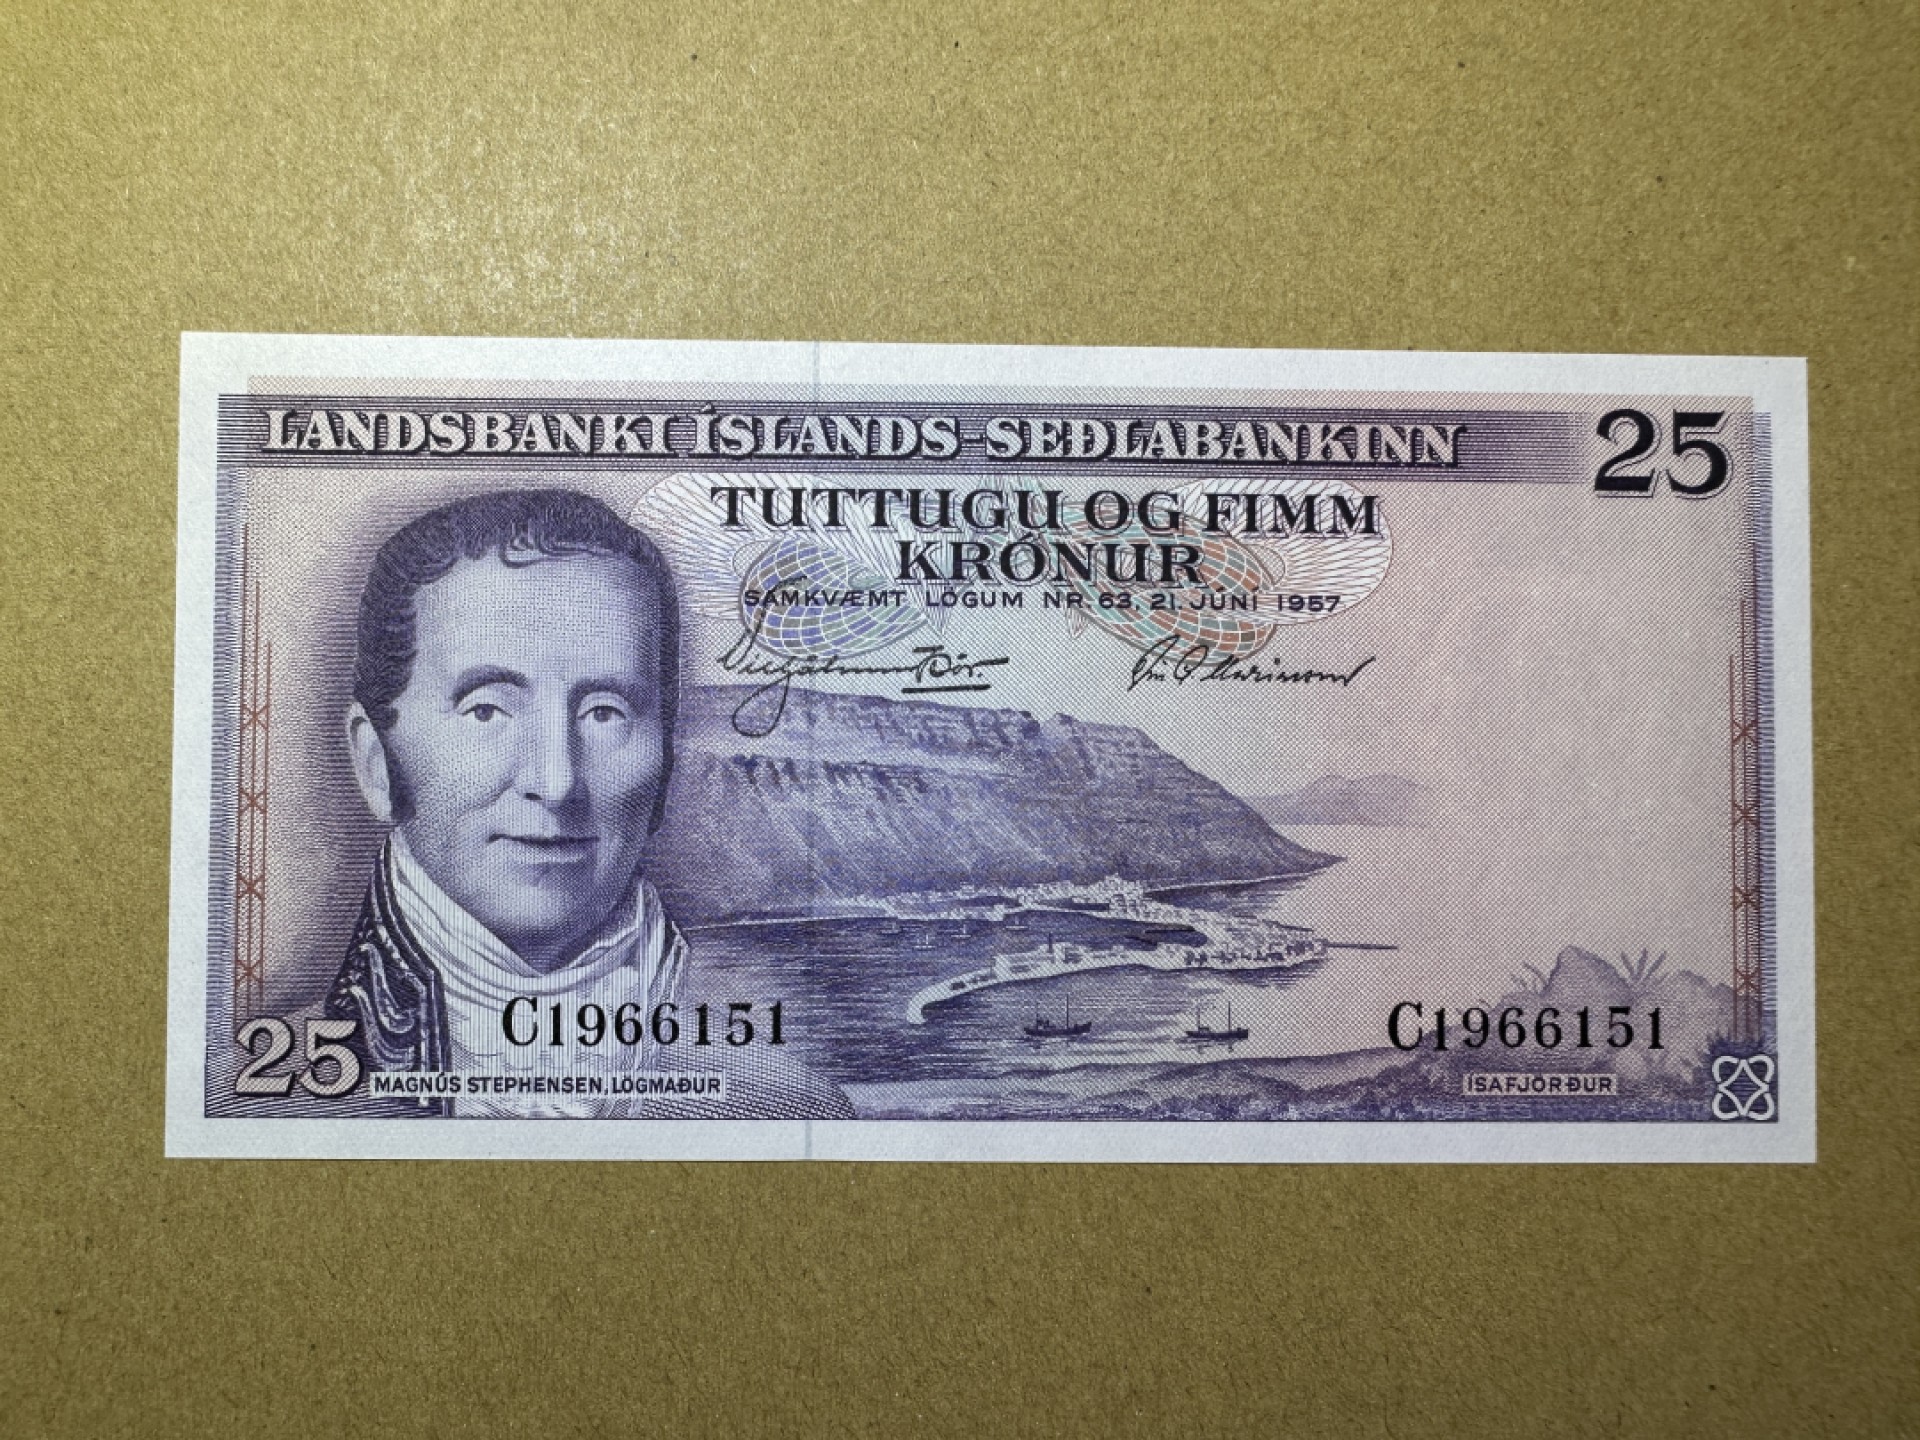 LANDSBANKI ÍSLANDS-SEÐLABANKINN
25
TUTTUGU OG FIMM
KRÓNUR
SAMKVÆMT LÖGUM NR. 63, 21. JÚNÍ 1957
C1966151
C1966151
25
MAGNÚS STEPHENSEN, LÖGMAÐUR
ÍSAFJÖRÐUR